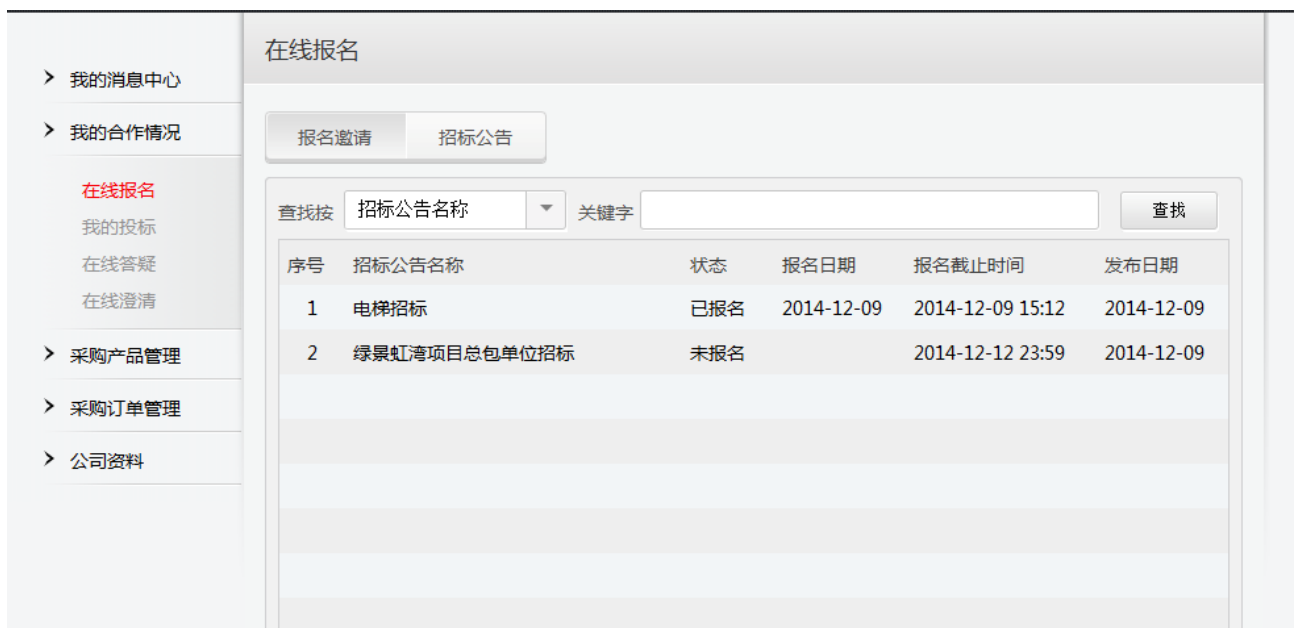 在线报名
我的消息中心
我的合作情况
在线报名
我的投标
在线答疑
在线澄清
采购产品管理
采购订单管理
公司资料
报名邀请 招标公告
查找按 招标公告名称 关键字 查找
序号 招标公告名称 状态 报名日期 报名截止时间 发布日期
1 电梯招标 已报名 2014-12-09 2014-12-09 15:12 2014-12-09
2 绿景虹湾项目总包单位招标 未报名 2014-12-12 23:59 2014-12-09